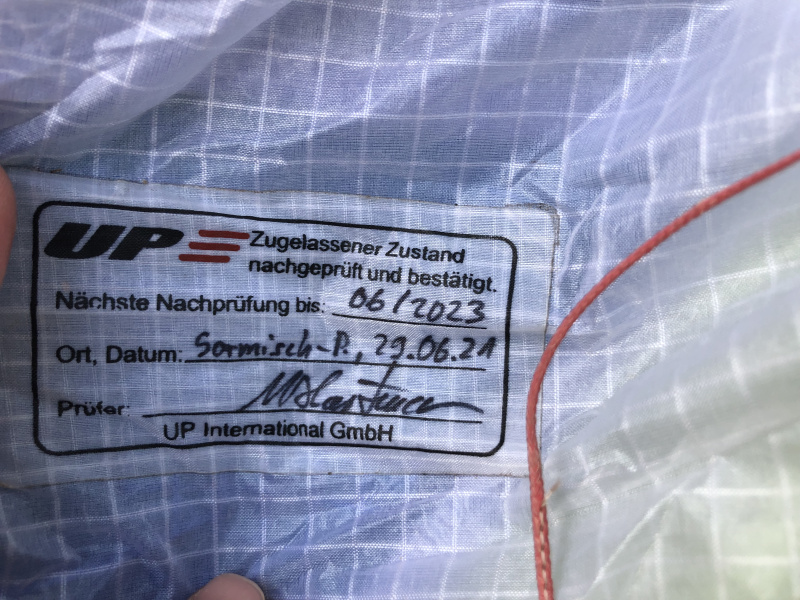 UP Zugelassener Zustand
nachgeprüft und bestätigt.
Nächste Nachprüfung bis: 06/2023
Ort, Datum: Sormisch-P., 29.06.21
Prüfer:
UP International GmbH